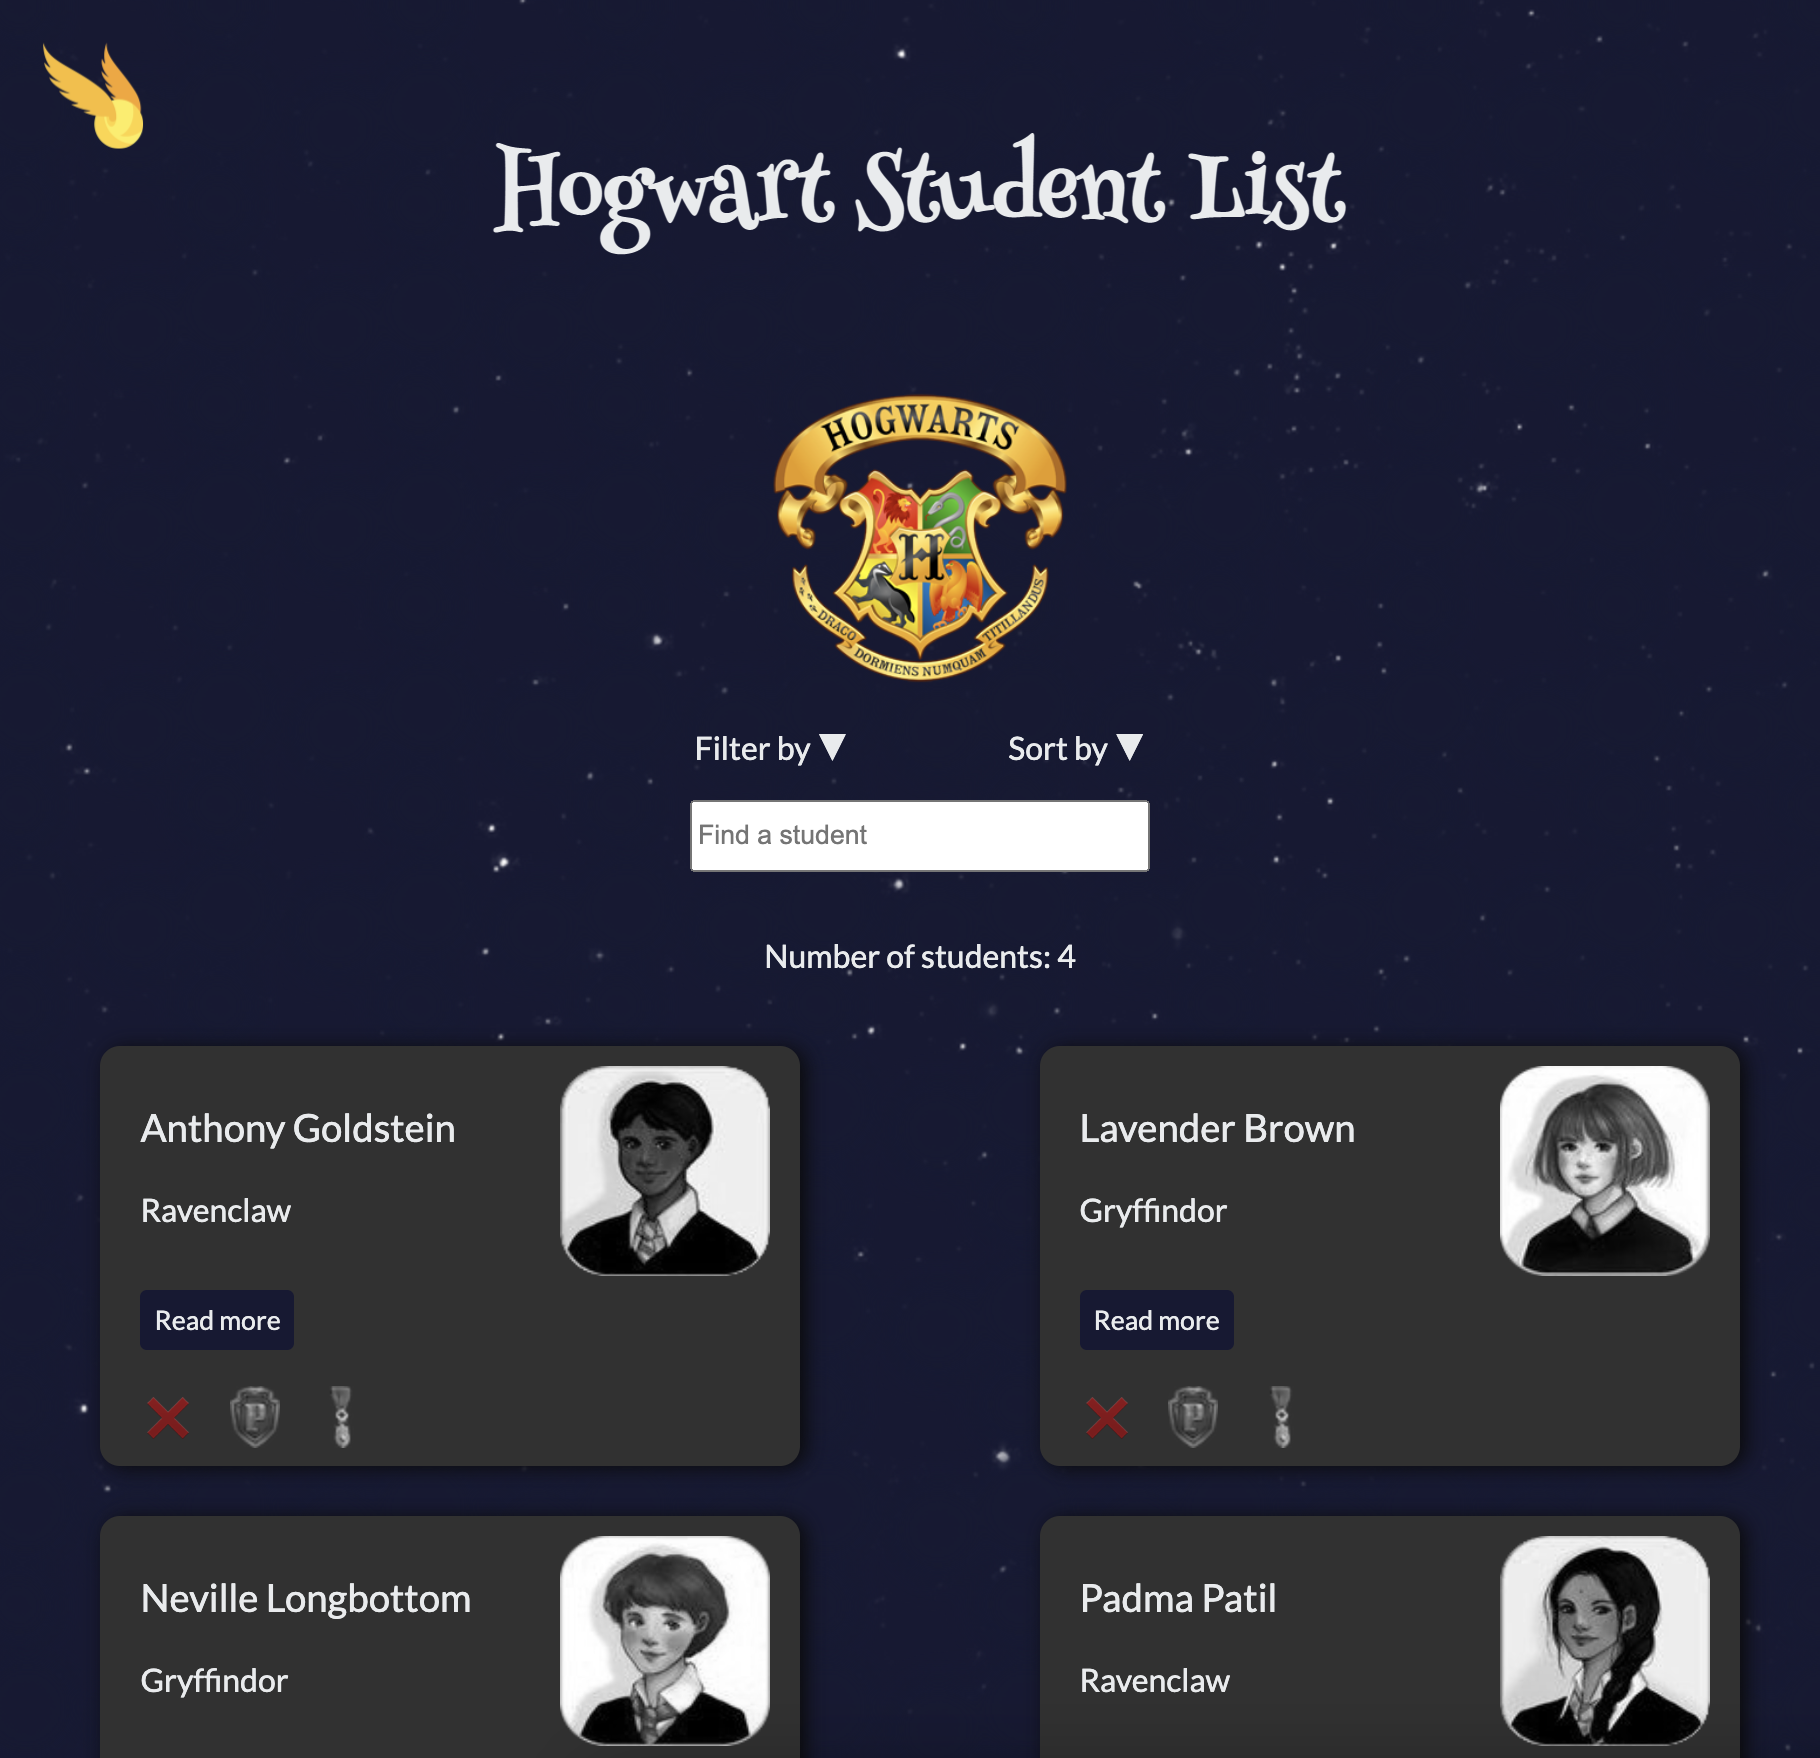 Hogwart Student List
HOGWARTS
H
DRACO DORMIENS NUMQUAM TITILLANDUS
Filter by ▼ Sort by ▼
Find a student
Number of students: 4
Anthony Goldstein
Ravenclaw
Read more
P
Lavender Brown
Gryffindor
Read more
P
Neville Longbottom
Gryffindor
Padma Patil
Ravenclaw